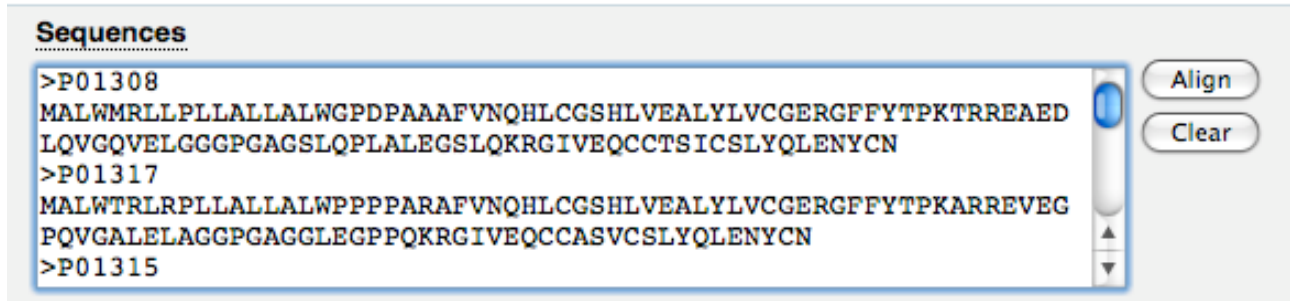 Sequences
>P01308
MALWMRLLPLLALLALWGPDPAAAFVNQHLCGSHLVEALYLVCGERGFFYTPKTRREAED
LQVGQVELGGGPGAGSLQPLALEGSLQKRGIVEQCCTSICSLYQLENYCN
>P01317
MALWTRLRPLLALLALWPPPPARAFVNQHLCGSHLVEALYLVCGERGFFYTPKARREVEG
PQVGALELAGGPGAGGLEGPPQKRGIVEQCCASVCSLYQLENYCN
>P01315
Align
Clear